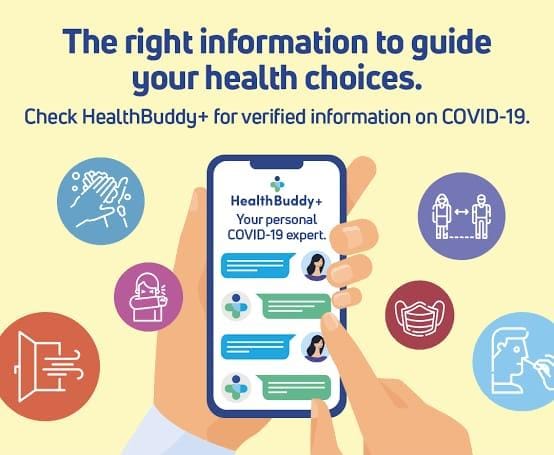 The right information to guide
your health choices.
Check HealthBuddy+ for verified information on COVID-19.
HealthBuddy+
Your personal
COVID-19 expert.